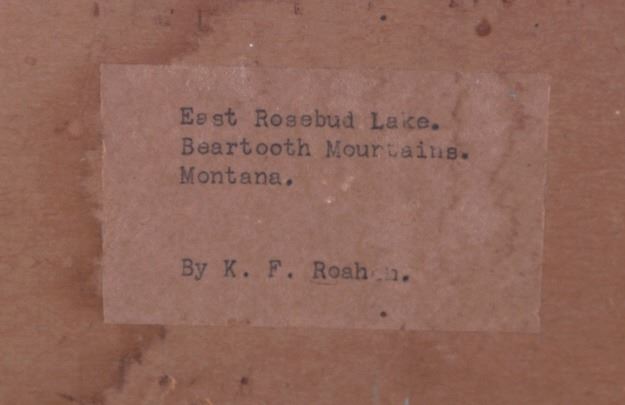 East Rosebud Lake.
Beartooth Mountains.
Montana.
By K. F.